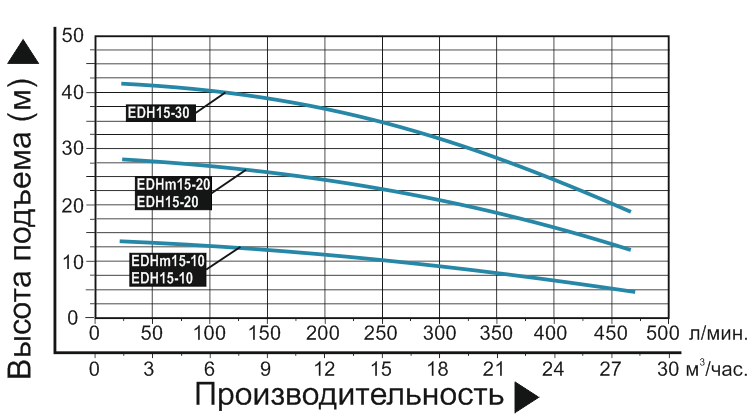 Высота подъема (м)
50
40
30
20
10
0
EDH15-30
EDHm15-20
EDH15-20
EDHm15-10
EDH15-10
0 50 100 150 200 250 300 350 400 450 500 л/мин.
0 3 6 9 12 15 18 21 24 27 30 м³/час.
Производительность